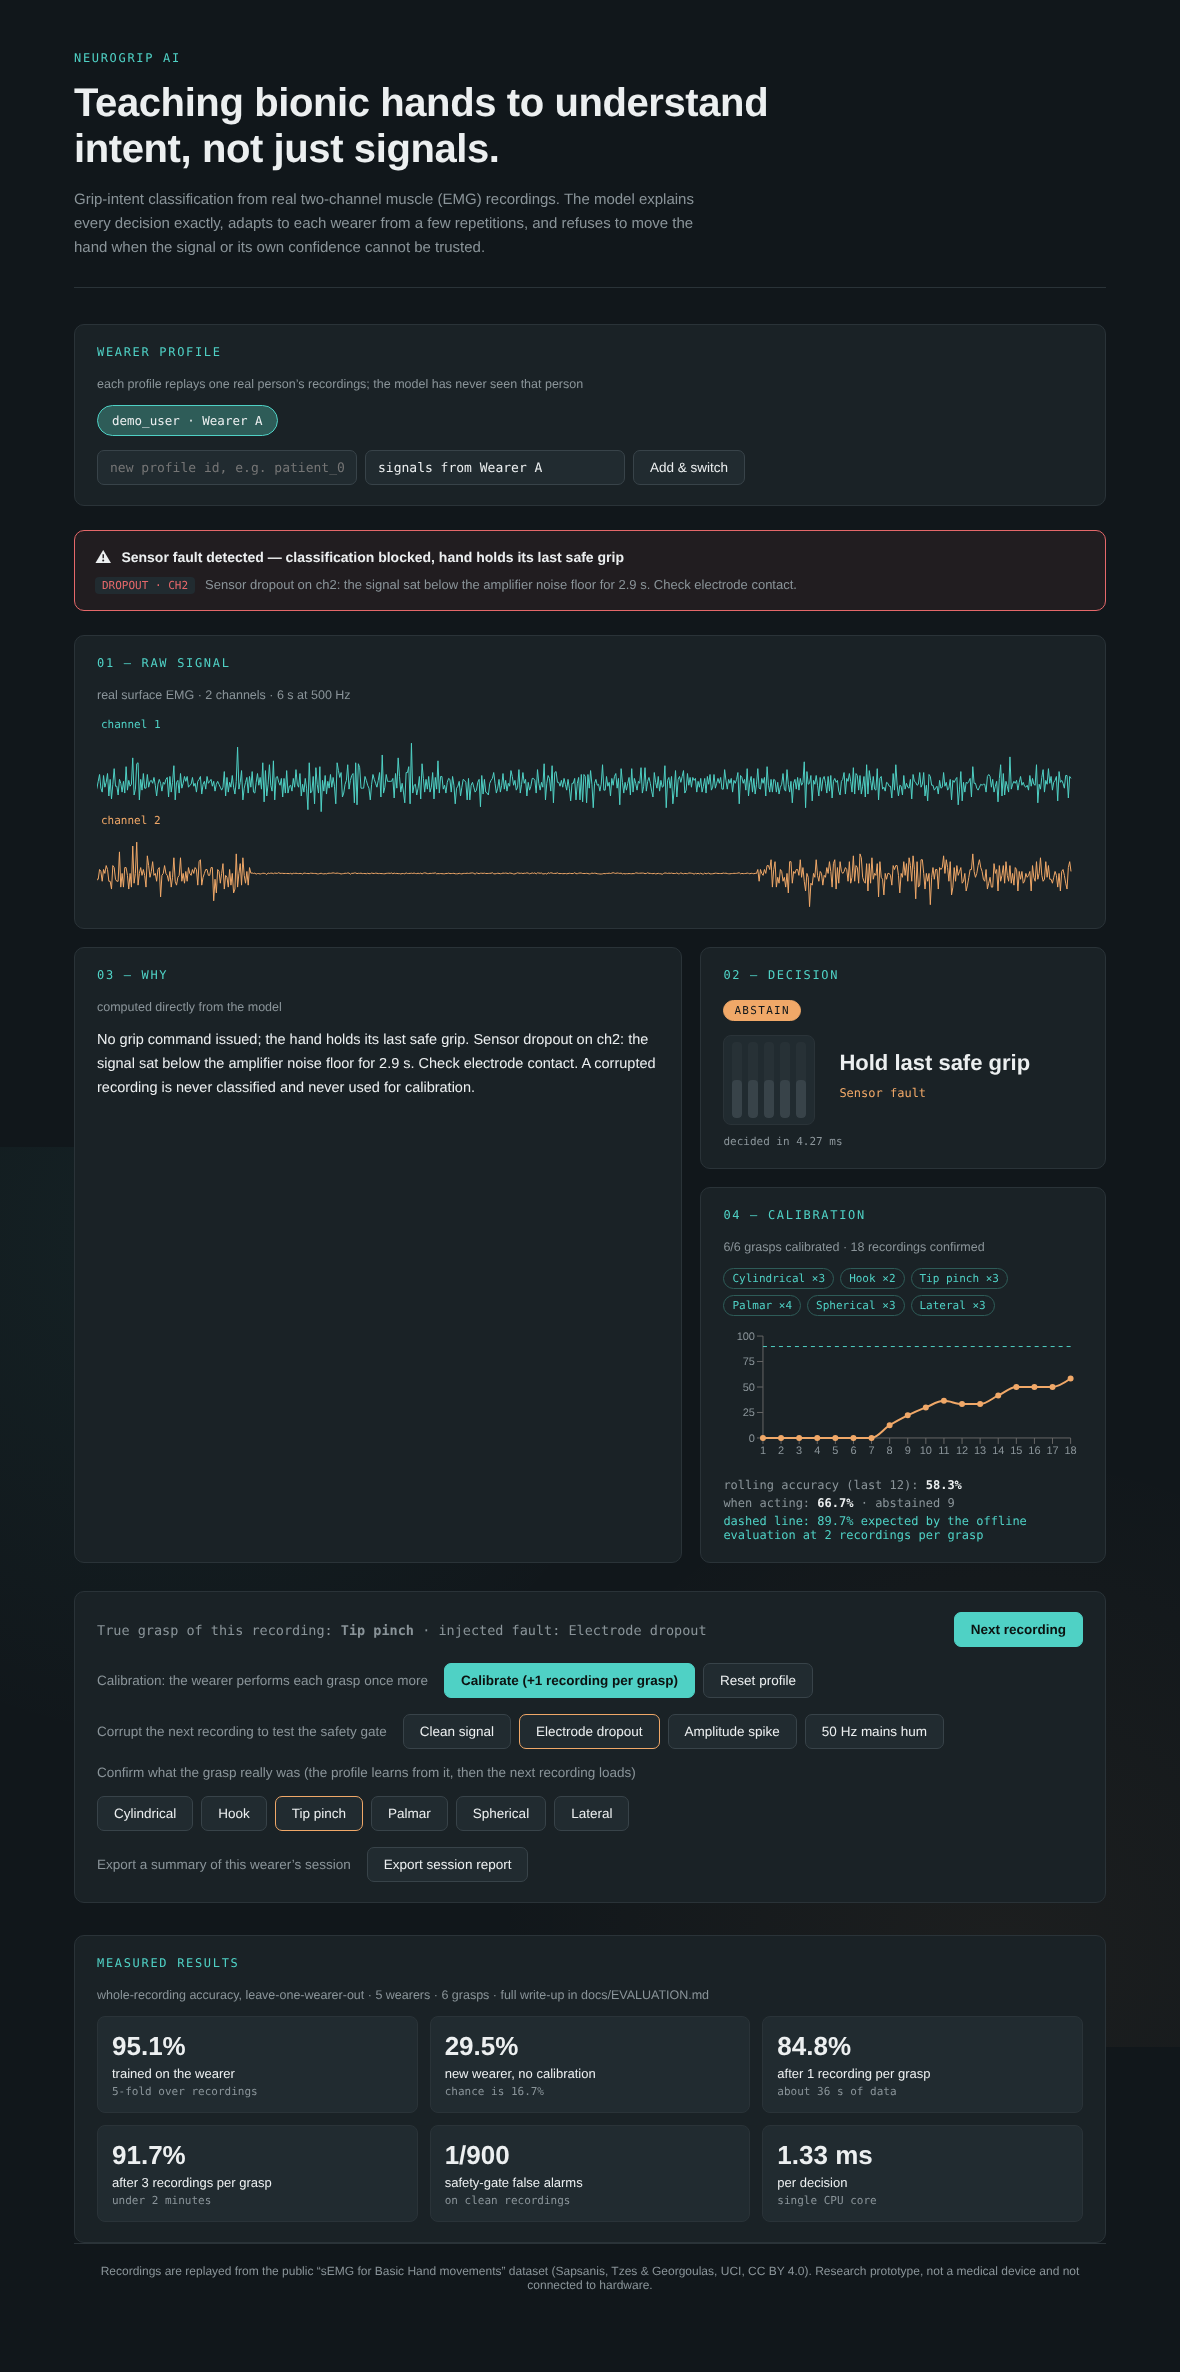 NEUROGRIP AI
Teaching bionic hands to understand
intent, not just signals.
Grip-intent classification from real two-channel muscle (EMG) recordings. The model explains
every decision exactly, adapts to each wearer from a few repetitions, and refuses to move the
hand when the signal or its own confidence cannot be trusted.
WEARER PROFILE
each profile replays one real person's recordings; the model has never seen that person
demo_user · Wearer A
new profile id, e.g. patient_0
signals from Wearer A
Add & switch
Sensor fault detected — classification blocked, hand holds its last safe grip
DROPOUT · CH2 Sensor dropout on ch2: the signal sat below the amplifier noise floor for 2.9 s. Check electrode contact.
01 — RAW SIGNAL
real surface EMG · 2 channels · 6 s at 500 Hz
channel 1
channel 2
03 — WHY
computed directly from the model
No grip command issued; the hand holds its last safe grip. Sensor dropout on ch2: the
signal sat below the amplifier noise floor for 2.9 s. Check electrode contact. A corrupted
recording is never classified and never used for calibration.
02 — DECISION
ABSTAIN
Hold last safe grip
Sensor fault
decided in 4.27 ms
04 — CALIBRATION
6/6 grasps calibrated · 18 recordings confirmed
Cylindrical ×3 Hook ×2 Tip pinch ×3
Palmar ×4 Spherical ×3 Lateral ×3
100
75
50
25
0
1 2 3 4 5 6 7 8 9 10 11 12 13 14 15 16 17 18
rolling accuracy (last 12): 58.3%
when acting: 66.7% · abstained 9
dashed line: 89.7% expected by the offline
evaluation at 2 recordings per grasp
True grasp of this recording: Tip pinch · injected fault: Electrode dropout
Next recording
Calibration: the wearer performs each grasp once more
Calibrate (+1 recording per grasp)
Reset profile
Corrupt the next recording to test the safety gate
Clean signal
Electrode dropout
Amplitude spike
50 Hz mains hum
Confirm what the grasp really was (the profile learns from it, then the next recording loads)
Cylindrical
Hook
Tip pinch
Palmar
Spherical
Lateral
Export a summary of this wearer's session
Export session report
MEASURED RESULTS
whole-recording accuracy, leave-one-wearer-out · 5 wearers · 6 grasps · full write-up in docs/EVALUATION.md
95.1%
trained on the wearer
5-fold over recordings
29.5%
new wearer, no calibration
chance is 16.7%
84.8%
after 1 recording per grasp
about 36 s of data
91.7%
after 3 recordings per grasp
under 2 minutes
1/900
safety-gate false alarms
on clean recordings
1.33 ms
per decision
single CPU core
Recordings are replayed from the public “sEMG for Basic Hand movements” dataset (Sapsanis, Tzes & Georgoulas, UCI, CC BY 4.0). Research prototype, not a medical device and not
connected to hardware.